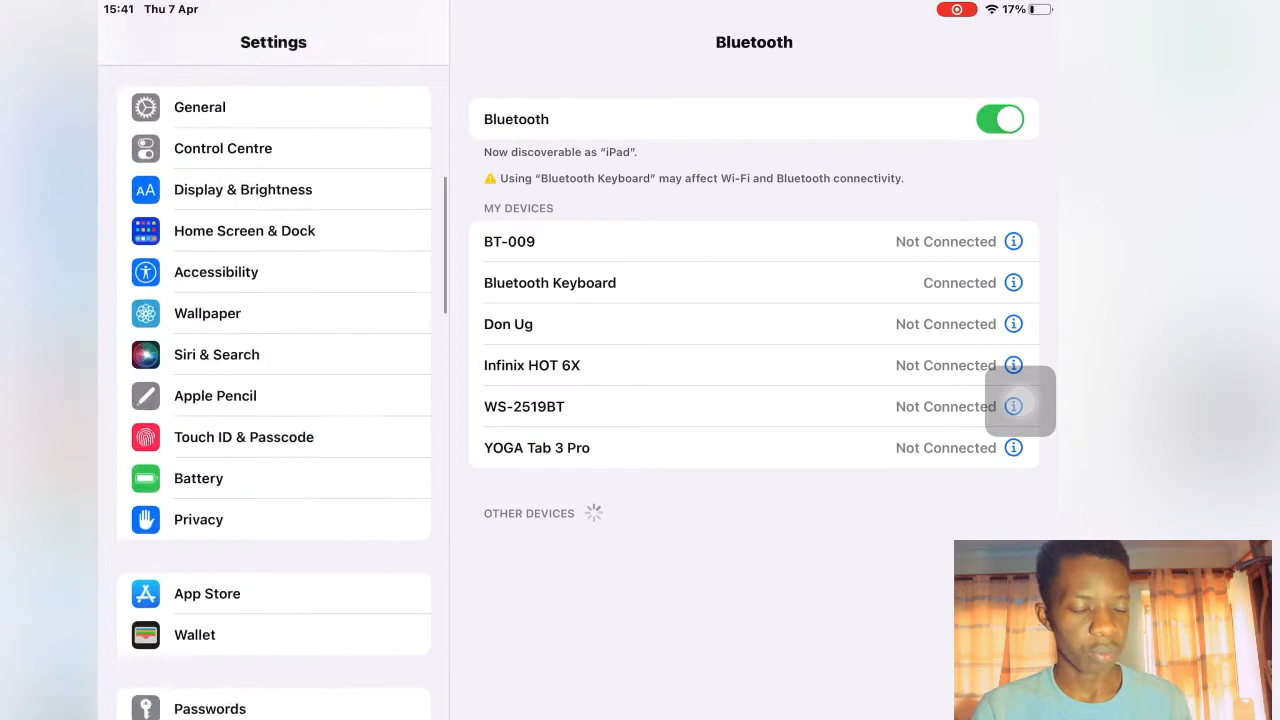 15:41 Thu 7 Apr
17%
Settings
General
Control Centre
AA Display & Brightness
Home Screen & Dock
Accessibility
Wallpaper
Siri & Search
Apple Pencil
Touch ID & Passcode
Battery
Privacy
App Store
Wallet
Passwords
Bluetooth
Bluetooth
Now discoverable as “iPad”.
Using “Bluetooth Keyboard” may affect Wi-Fi and Bluetooth connectivity.
MY DEVICES
BT-009 Not Connected
Bluetooth Keyboard Connected
Don Ug Not Connected
Infinix HOT 6X Not Connected
WS-2519BT Not Connected
YOGA Tab 3 Pro Not Connected
OTHER DEVICES